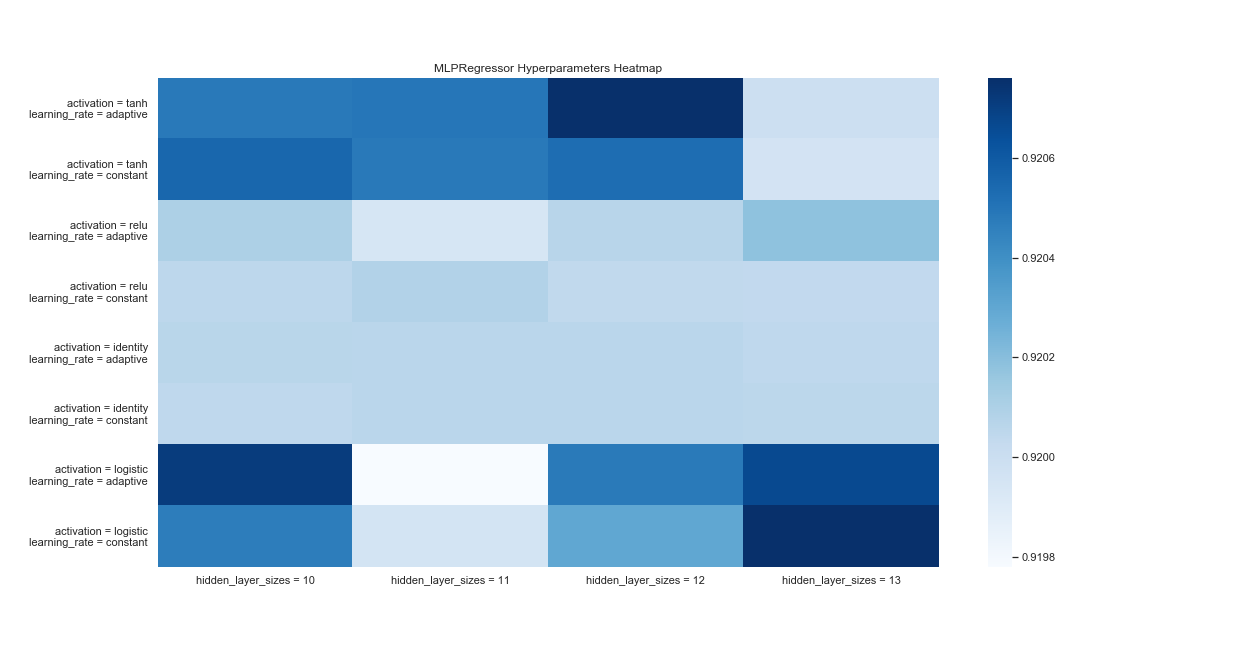 MLPRegressor Hyperparameters Heatmap
activation = tanh
learning_rate = adaptive
activation = tanh
learning_rate = constant
activation = relu
learning_rate = adaptive
activation = relu
learning_rate = constant
activation = identity
learning_rate = adaptive
activation = identity
learning_rate = constant
activation = logistic
learning_rate = adaptive
activation = logistic
learning_rate = constant
hidden_layer_sizes = 10
hidden_layer_sizes = 11
hidden_layer_sizes = 12
hidden_layer_sizes = 13
0.9206
0.9204
0.9202
0.9200
0.9198